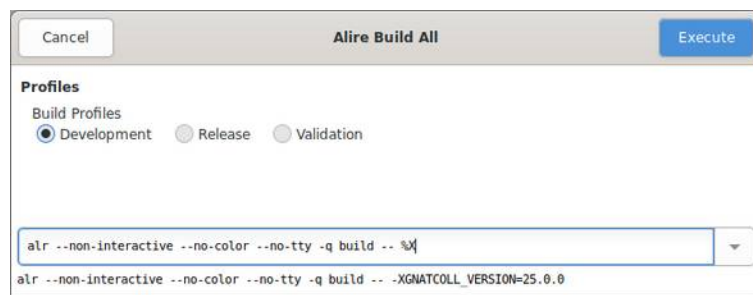 Cancel Alire Build All Execute
Profiles
Build Profiles
Development Release Validation
alr --non-interactive --no-color --no-tty -q build -- %X
alr --non-interactive --no-color --no-tty -q build -- -XGNATCOLL_VERSION=25.0.0